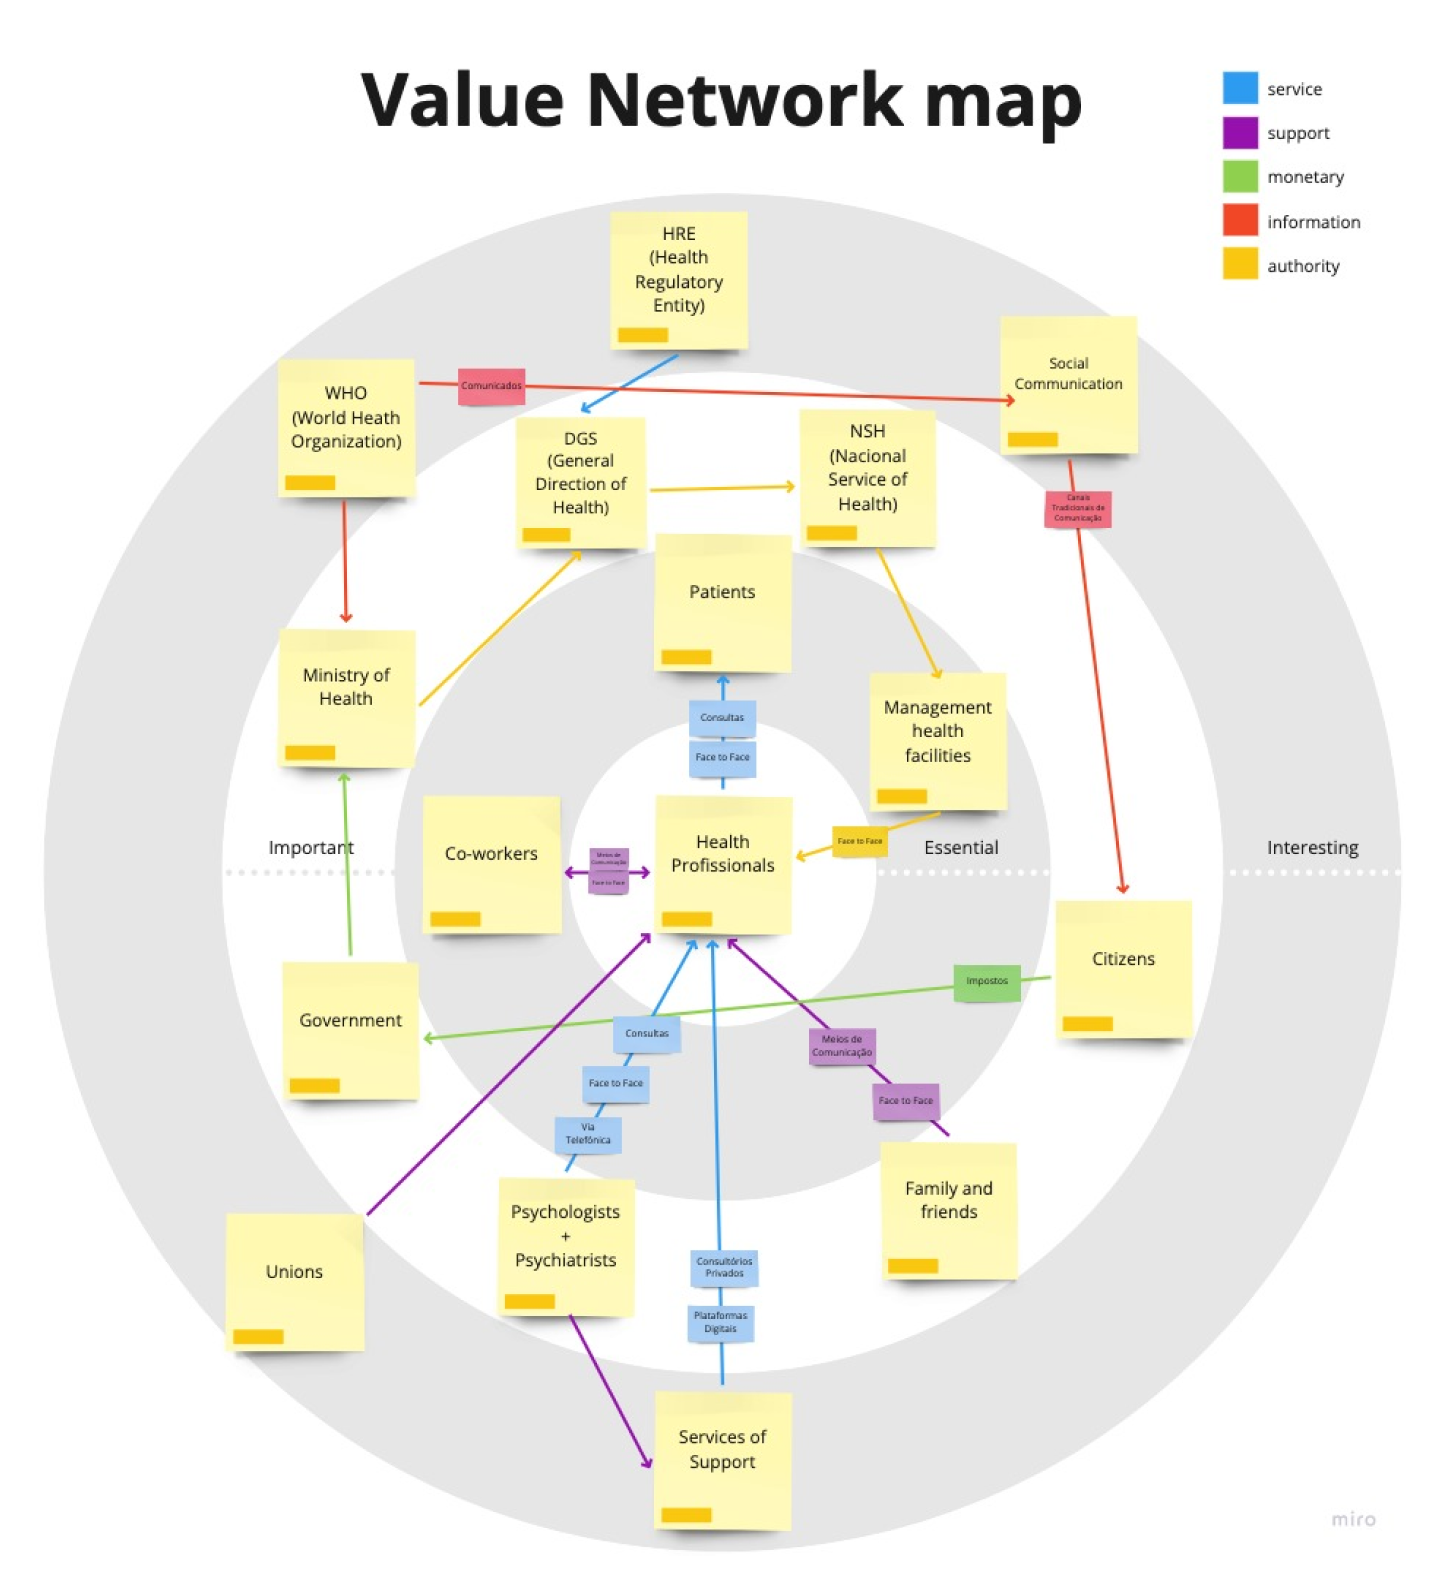 Value Network map
service
support
monetary
information
authority
HRE
(Health
Regulatory
Entity)
WHO
(World Heath
Organization)
Comunicados
Social
Communication
DGS
(General
Direction of
Health)
NSH
(Nacional
Service of
Health)
Canais
Tradicionais de
Comunicação
Patients
Ministry of
Health
Consultas
Face to Face
Management
health
facilities
Important
Co-workers
Meios de
Comunicação
Face to Face
Health
Profissionals
Face to Face
Essential
Interesting
Government
Citizens
Impostos
Consultas
Face to Face
Via
Telefónica
Meios de
Comunicação
Face to Face
Family and
friends
Unions
Psychologists
+
Psychiatrists
Consultórios
Privados
Plataformas
Digitais
Services of
Support
miro